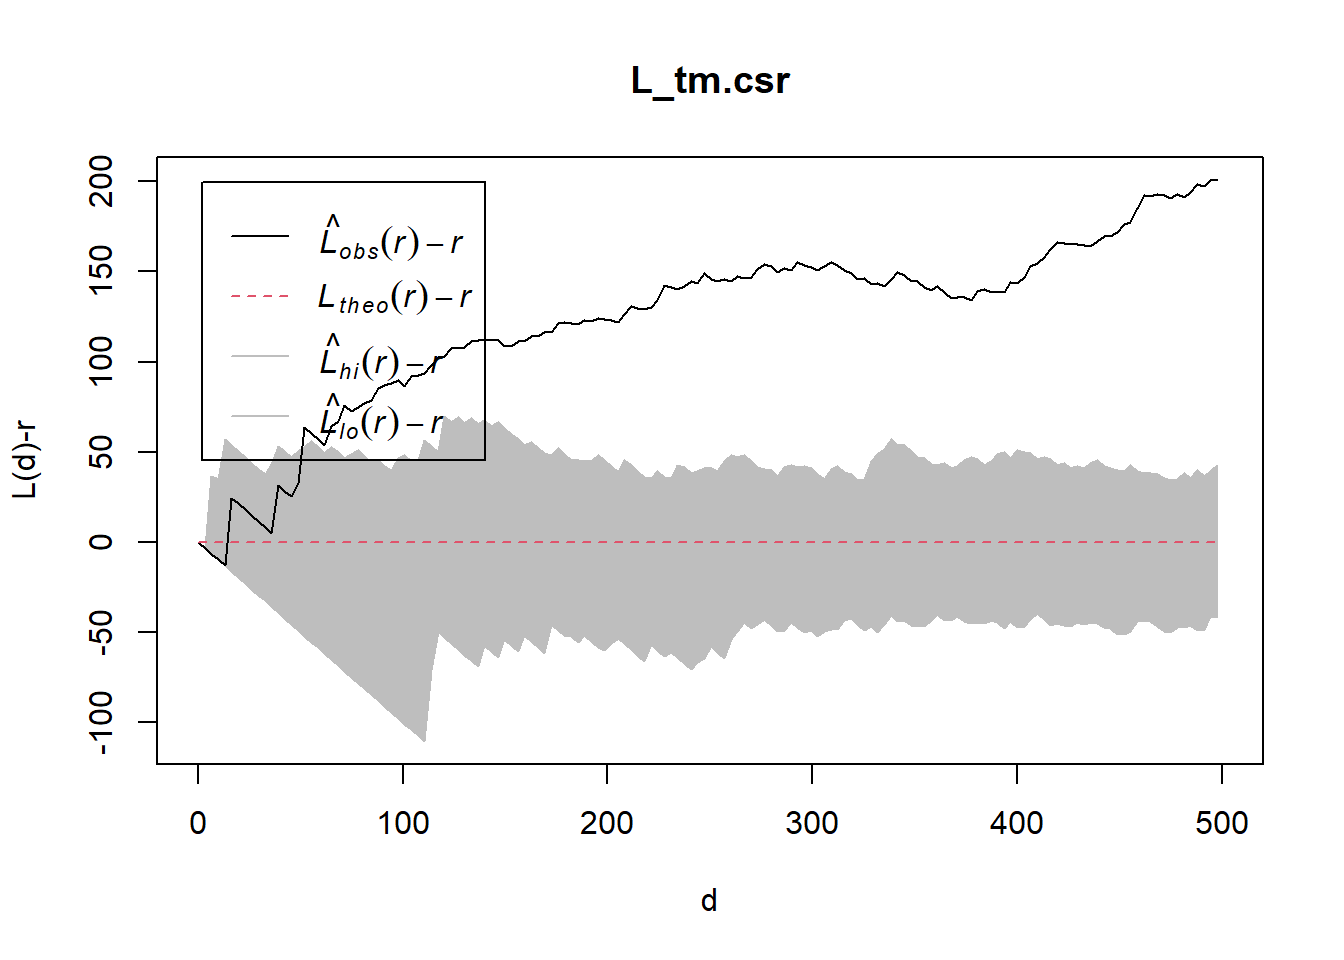 L_tm.csr
L̂obs(r) − r
Ltheo(r) − r
L̂hi(r) − r
L̂lo(r) − r
L(d)-r
200
150
100
50
0
-50
-100
0 100 200 300 400 500
d